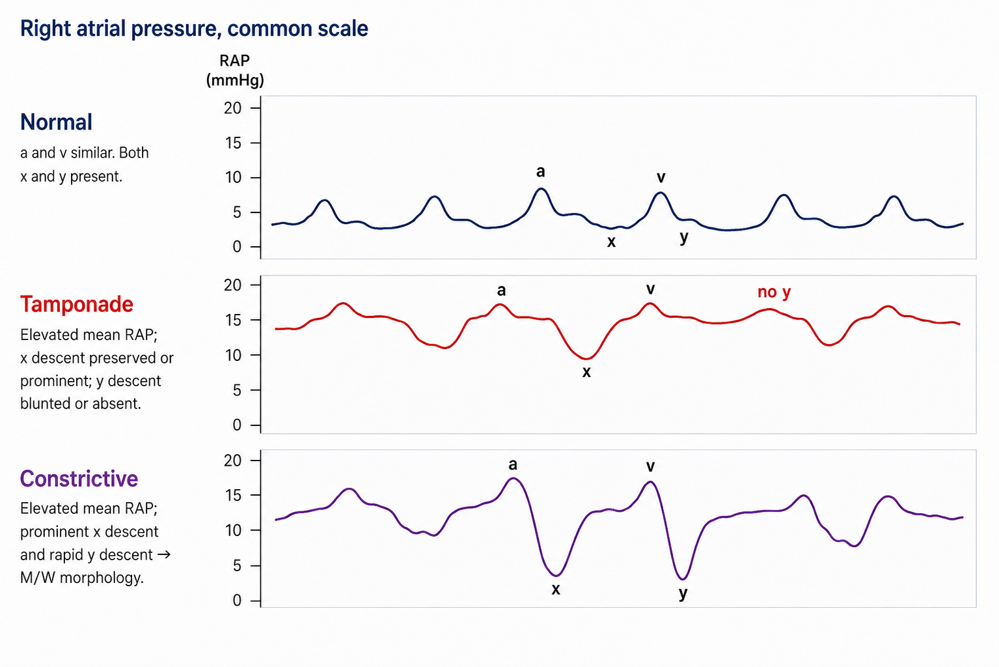 Right atrial pressure, common scale
RAP
(mmHg)
Normal
a and v similar. Both
x and y present.
20
15
10
5
0
a
v
x
y
Tamponade
Elevated mean RAP;
x descent preserved or
prominent; y descent
blunted or absent.
20
15
10
5
0
a
v
no y
x
Constrictive
Elevated mean RAP;
prominent x descent
and rapid y descent →
M/W morphology.
20
15
10
5
0
a
v
x
y